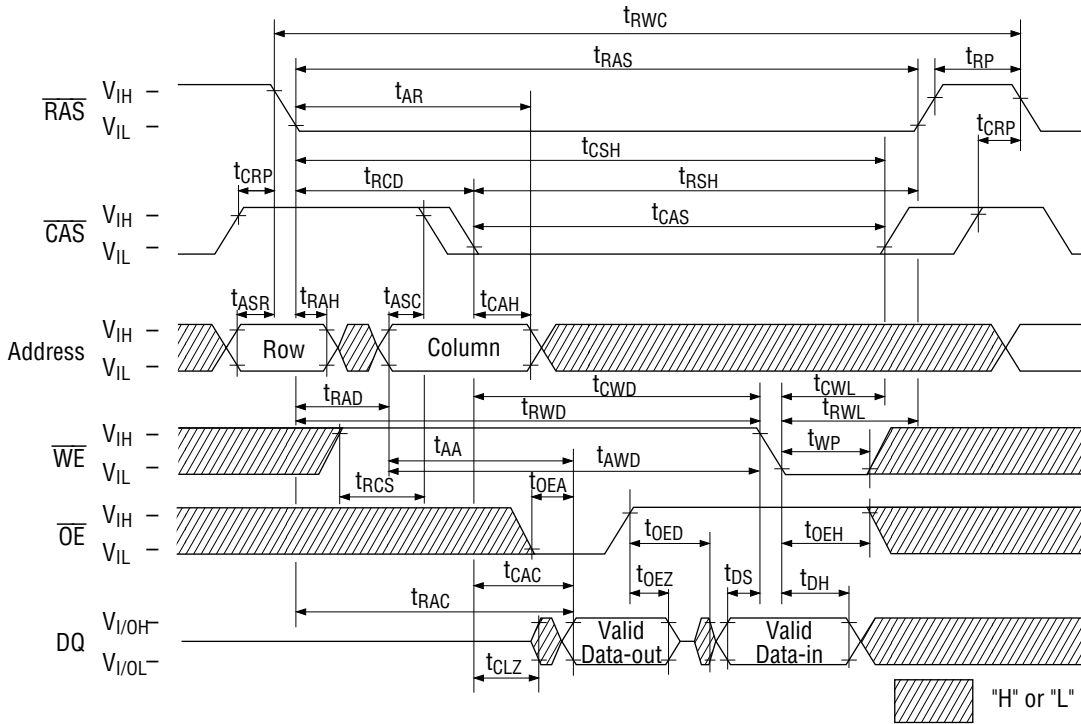 tRWC
tRAS
tRP
tAR
RAS
VIH
VIL
tCRP
tCSH
tCRP
tRCD
tRSH
CAS
VIH
VIL
tCAS
tASR
tRAH
tASC
tCAH
Address
VIH
VIL
Row
Column
tRAD
tCWD
tCWL
tRWD
tRWL
WE
VIH
VIL
tAA
tAWD
tWP
tRCS
tOEA
OE
VIH
VIL
tOED
tOEH
tCAC
tOEZ
tDS
tDH
tRAC
DQ
VI/OH
VI/OL
Valid
Data-out
Valid
Data-in
tCLZ
"H" or "L"